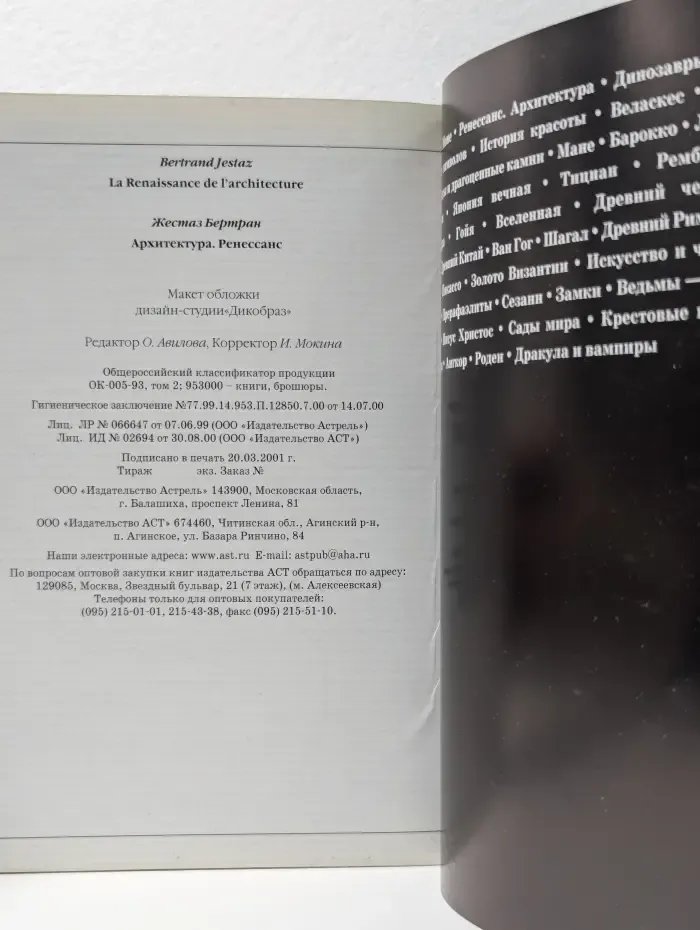 Bertrand Jestaz
La Renaissance de l'architecture
Жестаз Бертран
Архитектура. Ренессанс
Макет обложки
дизайн-студии«Дикобраз»
Редактор О. Авилова, Корректор И. Мокина
Общероссийский классификатор продукции
ОК-005-93, том 2; 953000 – книги, брошюры.
Гигиеническое заключение №77.99.14.953.П.12850.7.00 от 14.07.00
Лиц. ЛР № 066647 от 07.06.99 (ООО «Издательство Астрель»)
Лиц. ИД № 02694 от 30.08.00 (ООО «Издательство АСТ»)
Подписано в печать 20.03.2001 г.
Тираж экз. Заказ №
ООО «Издательство Астрель» 143900, Московская область,
г. Балашиха, проспект Ленина, 81
ООО «Издательство АСТ» 674460, Читинская обл., Агинский р-н,
п. Агинское, ул. Базара Ринчино, 84
Наши электронные адреса: www.ast.ru E-mail: astpub@aha.ru
По вопросам оптовой закупки книг издательства АСТ обращаться по адресу:
129085, Москва, Звездный бульвар, 21 (7 этаж), (м. Алексеевская)
Телефоны только для оптовых покупателей:
(095) 215-01-01, 215-43-38, факс (095) 215-51-10.
• Ренессанс. Архитектура • Динозавры
• История красоты • Веласкес •
и драгоценные камни • Мане • Барокко •
• Япония вечная • Тициан •Ремб
• Гойя • Вселенная • Древний че
Китай • Ван Гог • Шагал • Древний Рим
• Золото Византии • Искусство и ч
• Сезанн • Замки • Ведьмы —
Христос • Сады мира • Крестовые
• Ангкор • Роден • Дракула и вампиры